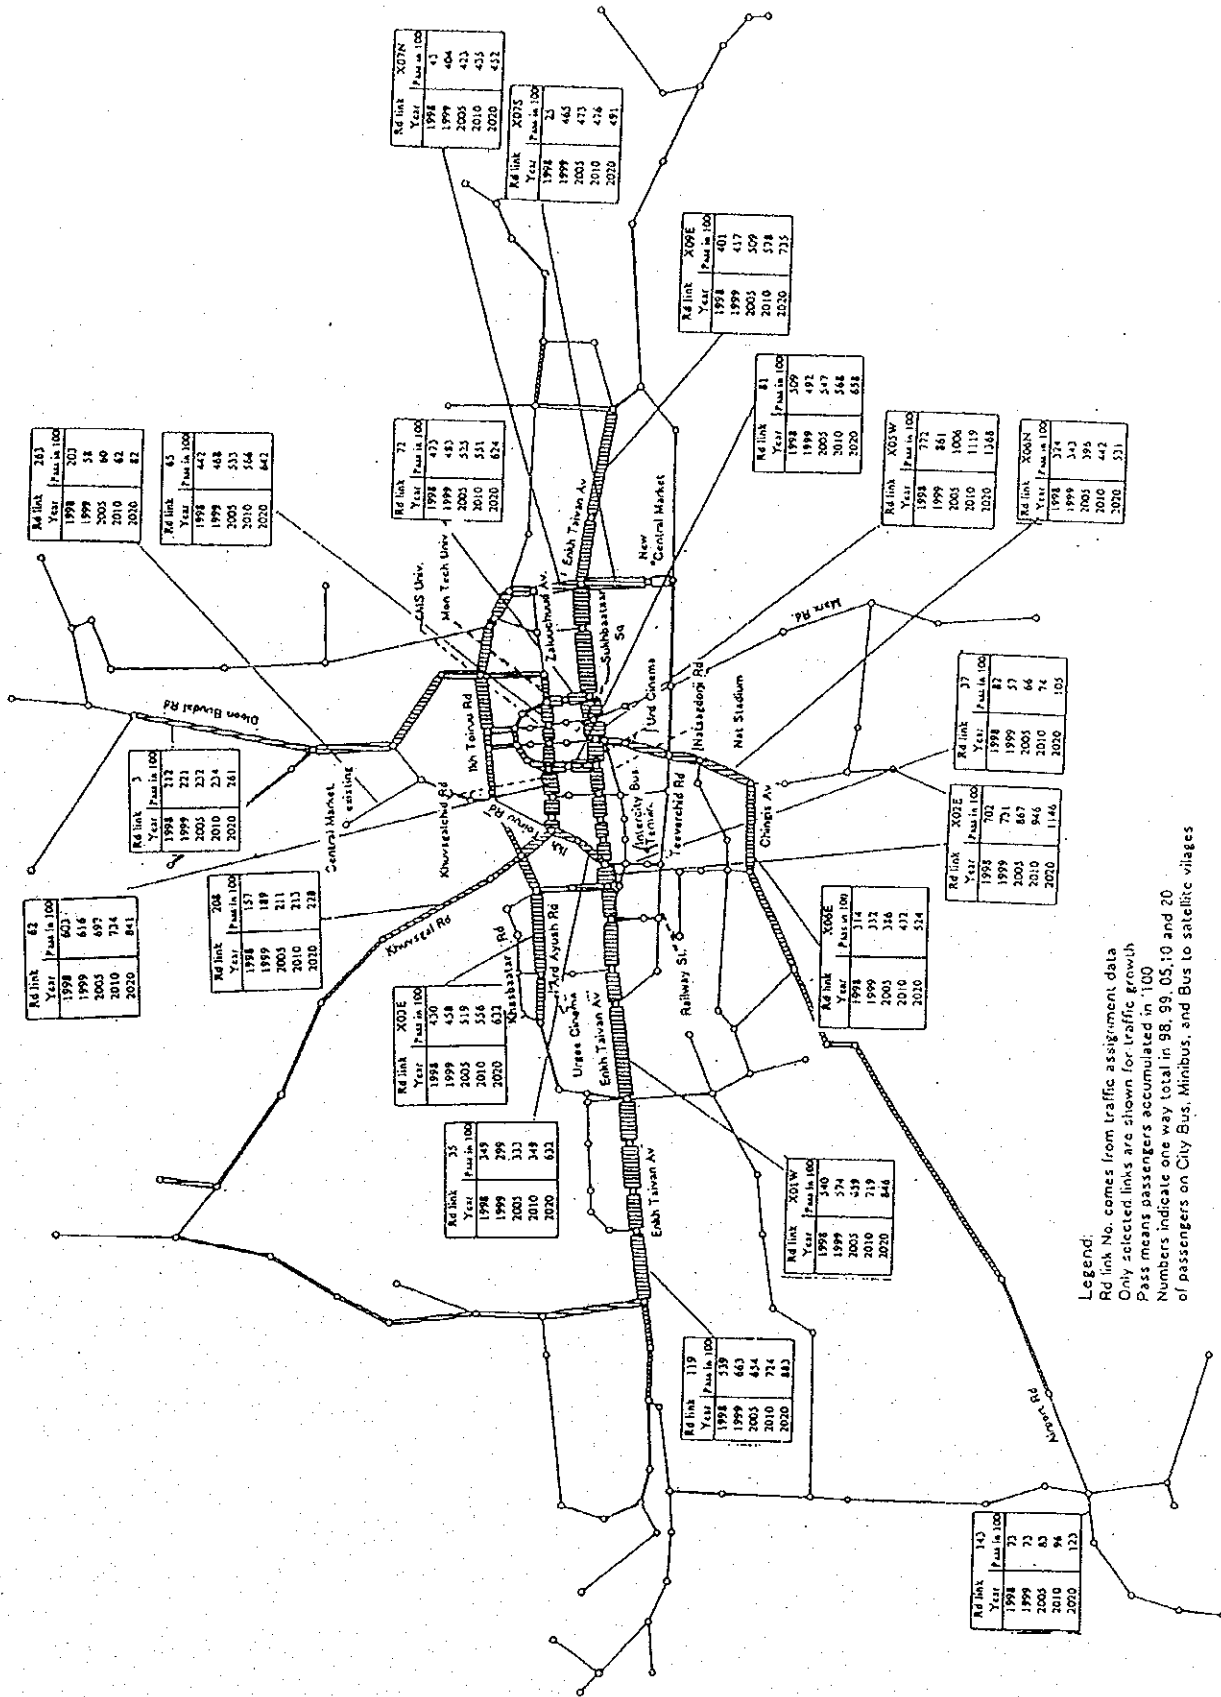 Rd link 263
Year Pass in 100
1998 203
1999 58
2005 60
2010 62
2020 82
Rd link 65
Year Pass in 100
1998 442
1999 468
2005 533
2010 566
2020 642
Rd link 3
Year Pass in 100
1998 212
1999 221
2005 232
2010 234
2020 261
Rd link 62
Year Pass in 100
1998 603
1999 616
2005 697
2010 734
2020 841
Rd link 208
Year Pass in 100
1998 157
1999 189
2005 211
2010 213
2020 228
Rd link X03E
Year Pass in 100
1998 430
1999 458
2005 519
2010 556
2020 632
Rd link 35
Year Pass in 100
1998 349
1999 299
2005 333
2010 349
2020 632
Rd link X07N
Year Pass in 100
1998 43
1999 404
2005 423
2010 435
2020 452
Rd link X07S
Year Pass in 100
1998 25
1999 465
2005 473
2010 476
2020 491
Rd link 72
Year Pass in 100
1998 473
1999 483
2005 525
2010 551
2020 624
Rd link X09E
Year Pass in 100
1998 401
1999 417
2005 509
2010 578
2020 735
Rd link 81
Year Pass in 100
1998 509
1999 492
2005 547
2010 568
2020 658
Rd link X05W
Year Pass in 100
1998 772
1999 861
2005 1006
2010 1119
2020 1368
Rd link X06N
Year Pass in 100
1998 324
1999 343
2005 396
2010 442
2020 531
Rd link 37
Year Pass in 100
1998 82
1999 57
2005 66
2010 74
2020 105
Rd link X02E
Year Pass in 100
1998 702
1999 731
2005 867
2010 946
2020 1146
Rd link X06E
Year Pass in 100
1998 314
1999 332
2005 386
2010 432
2020 524
Rd link X01W
Year Pass in 100
1998 540
1999 574
2005 659
2010 719
2020 846
Rd link 119
Year Pass in 100
1998 539
1999 663
2005 654
2010 724
2020 883
Rd link 143
Year Pass in 100
1998 73
1999 73
2005 83
2010 96
2020 123
Central Market
existing
Khuvsgalchid Rd
Khuvsgal Rd
Ikh Toiruu Rd
Ikh Toiruu Rd
CMIS Univ.
Mon Tech Univ
Zaluuchuud Av.
Sukhbaatar
Sq
Enkh Taivan Av
New
Central Market
Urd Cinema
Natsagdorj Rd
Nat Stadium
Marx Rd.
Intercity Bus
Teeverchid Rd
Chingis Av
Khasbaatar Rd
Ard Ayush Rd
Urgee Cinema
Enkh Taivan Av
Railway St.
Enkh Taivan Av
Legend:
Rd link No. comes from traffic assignment data
Only selected links are shown for traffic growth
Pass means passengers accumulated in '100
Numbers indicate one way total in 98, 99, 05, 10 and 20
of passengers on City Bus, Minibus, and Bus to satellite vilages